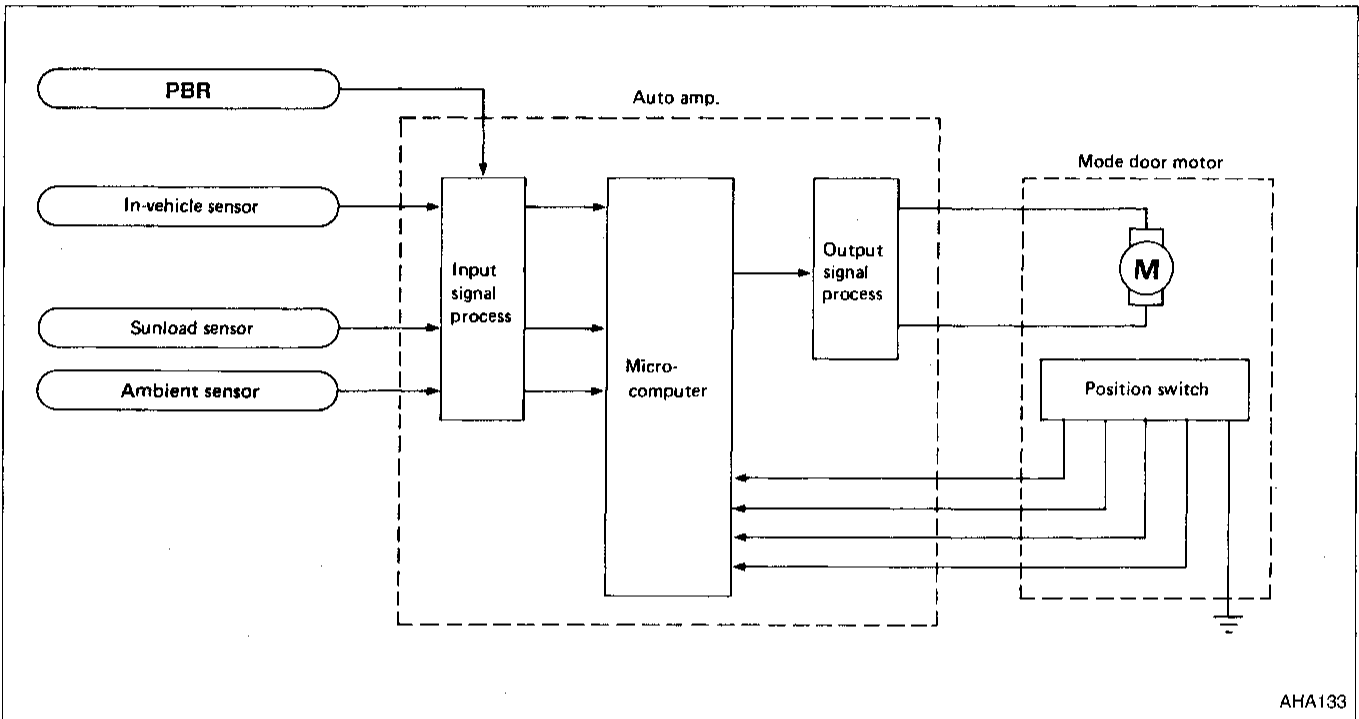 PBR
Auto amp.
Mode door motor
In-vehicle sensor
Input
signal
process
Output
signal
process
M
Sunload sensor
Micro-
computer
Ambient sensor
Position switch
AHA133